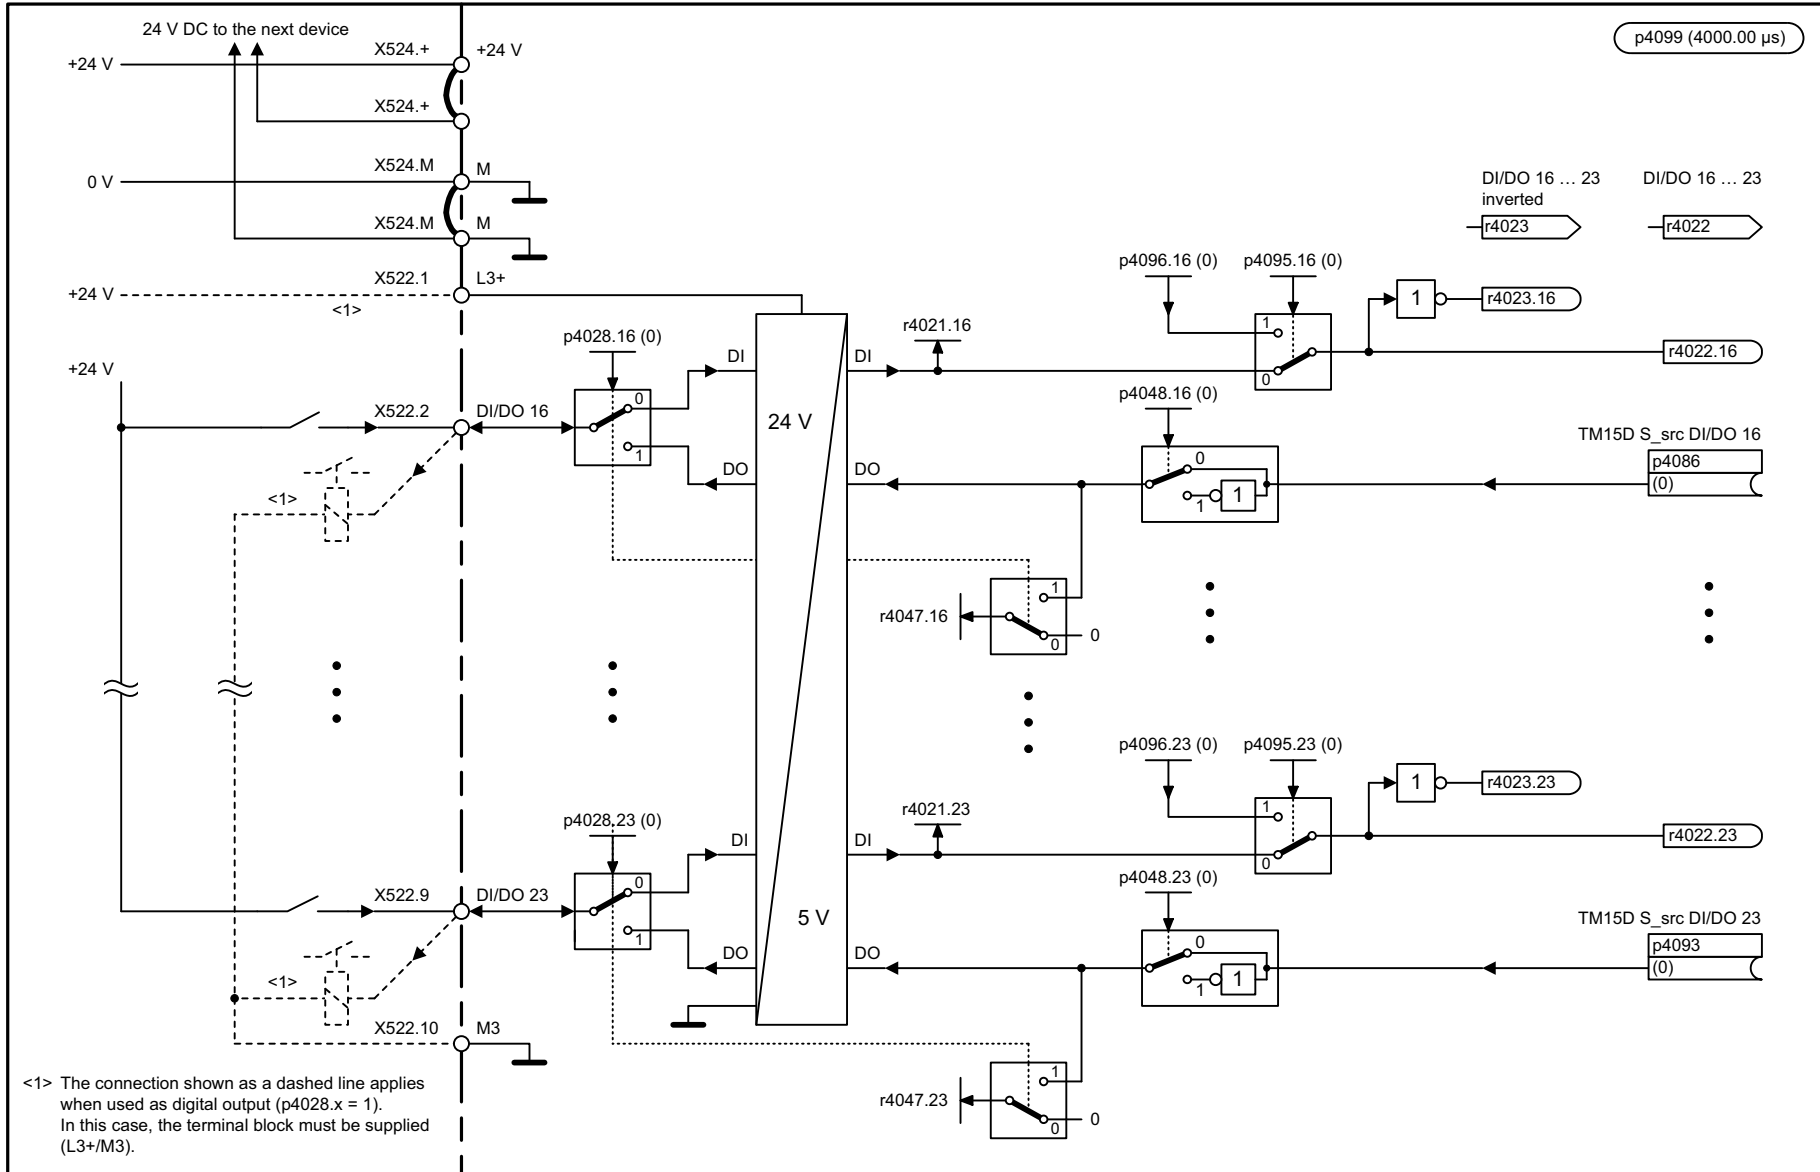 24 V DC to the next device
p4099 (4000.00 µs)
X524.+
+24 V
+24 V
X524.+
X524.M
M
0 V
X524.M
M
DI/DO 16 … 23
inverted
DI/DO 16 … 23
r4023
r4022
X522.1
L3+
+24 V
<1>
p4096.16 (0)
p4095.16 (0)
1
r4023.16
r4021.16
1
0
r4022.16
p4028.16 (0)
DI
DI
+24 V
X522.2
DI/DO 16
0
1
24 V
p4048.16 (0)
DO
DO
0
1
1
TM15D S_src DI/DO 16
p4086
(0)
<1>
r4047.16
1
0
0
p4096.23 (0)
p4095.23 (0)
1
r4023.23
r4021.23
1
0
r4022.23
p4028.23 (0)
DI
DI
X522.9
DI/DO 23
0
1
5 V
p4048.23 (0)
DO
DO
0
1
1
TM15D S_src DI/DO 23
p4093
(0)
<1>
X522.10
M3
r4047.23
1
0
0
<1> The connection shown as a dashed line applies
when used as digital output (p4028.x = 1).
In this case, the terminal block must be supplied
(L3+/M3).